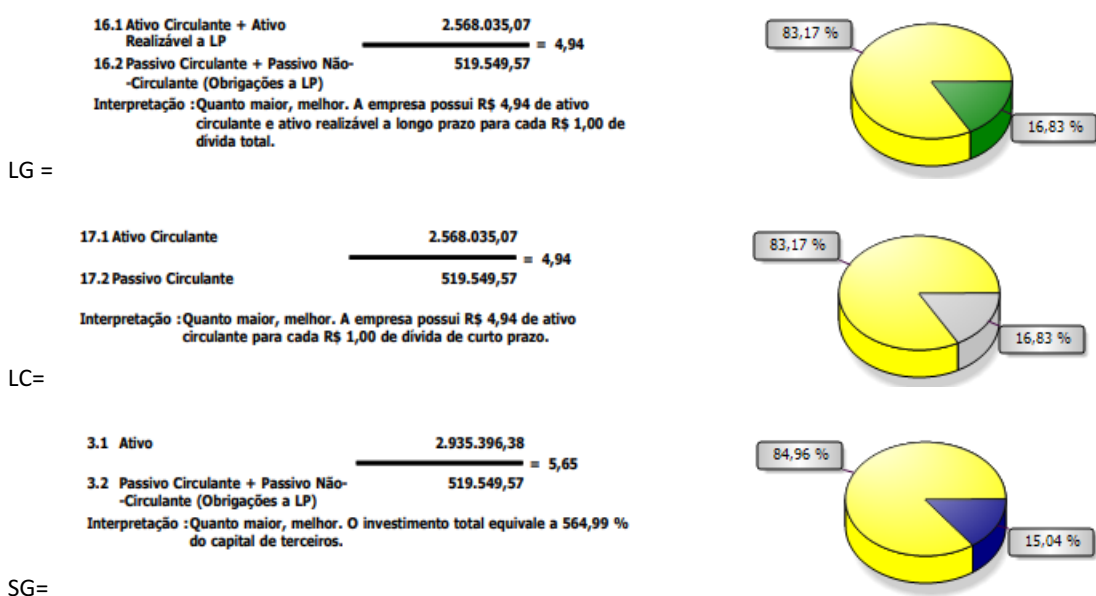 16.1 Ativo Circulante + Ativo Realizável a LP 2.568.035,07
= 4,94
16.2 Passivo Circulante + Passivo Não-
-Circulante (Obrigações a LP) 519.549,57
Interpretação : Quanto maior, melhor. A empresa possui R$ 4,94 de ativo
circulante e ativo realizável a longo prazo para cada R$ 1,00 de
dívida total.
83,17 %
16,83 %
LG =
17.1 Ativo Circulante 2.568.035,07
= 4,94
17.2 Passivo Circulante 519.549,57
Interpretação : Quanto maior, melhor. A empresa possui R$ 4,94 de ativo
circulante para cada R$ 1,00 de dívida de curto prazo.
83,17 %
16,83 %
LC=
3.1 Ativo 2.935.396,38
= 5,65
3.2 Passivo Circulante + Passivo Não-
-Circulante (Obrigações a LP) 519.549,57
Interpretação : Quanto maior, melhor. O investimento total equivale a 564,99 %
do capital de terceiros.
84,96 %
15,04 %
SG=